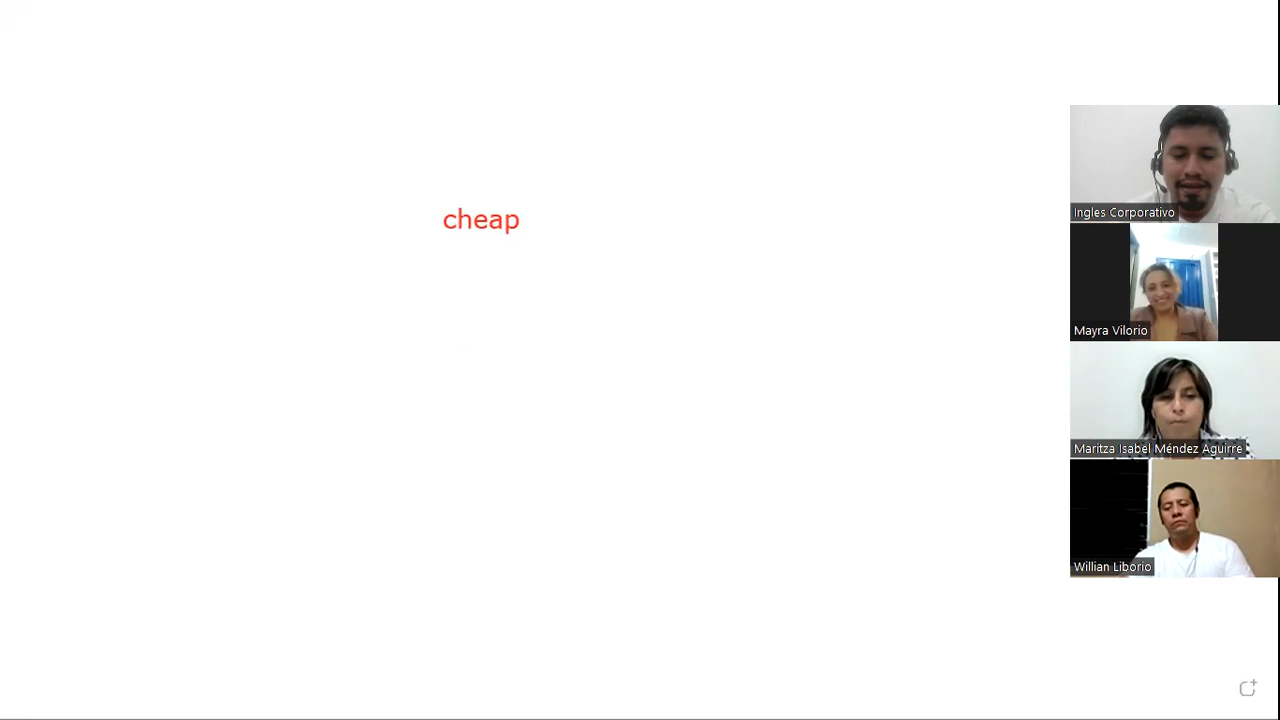 cheap
Ingles Corporativo
Mayra Vilorio
Maritza Isabel Méndez Aguirre
Willian Liborio